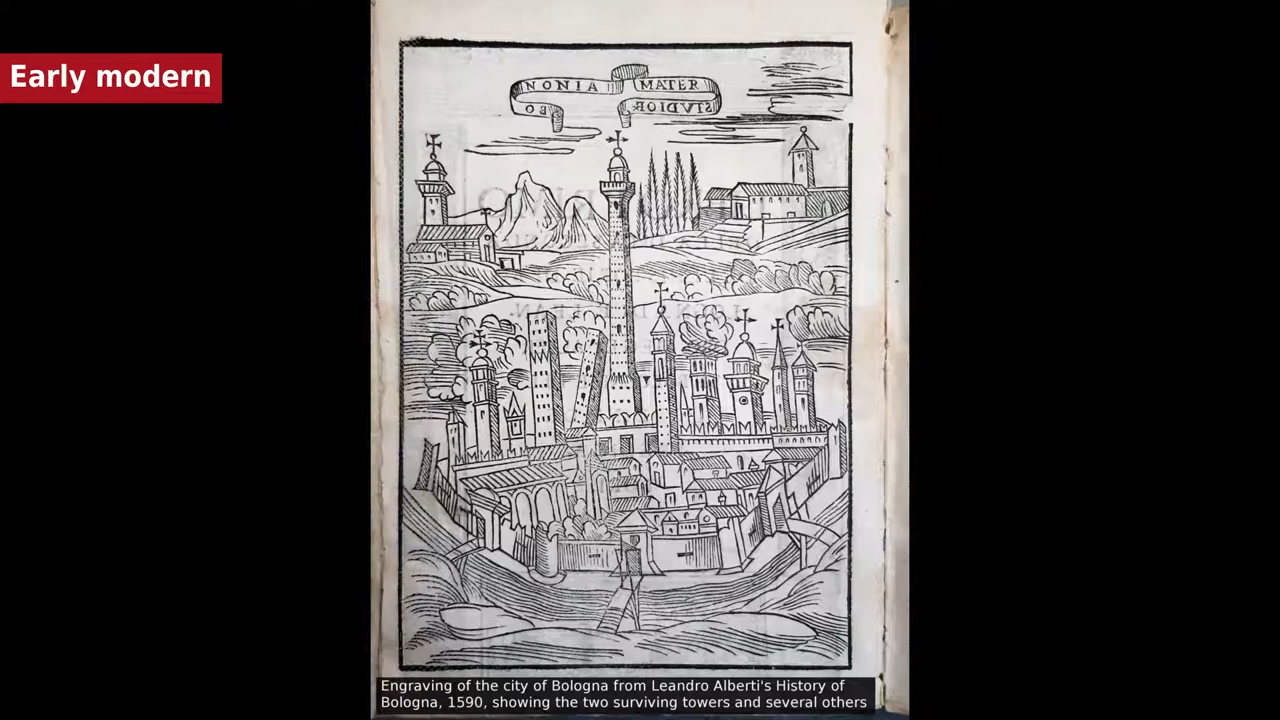 Early modern
NONIA MATER
BO STVDIOR
Engraving of the city of Bologna from Leandro Alberti's History of
Bologna, 1590, showing the two surviving towers and several others